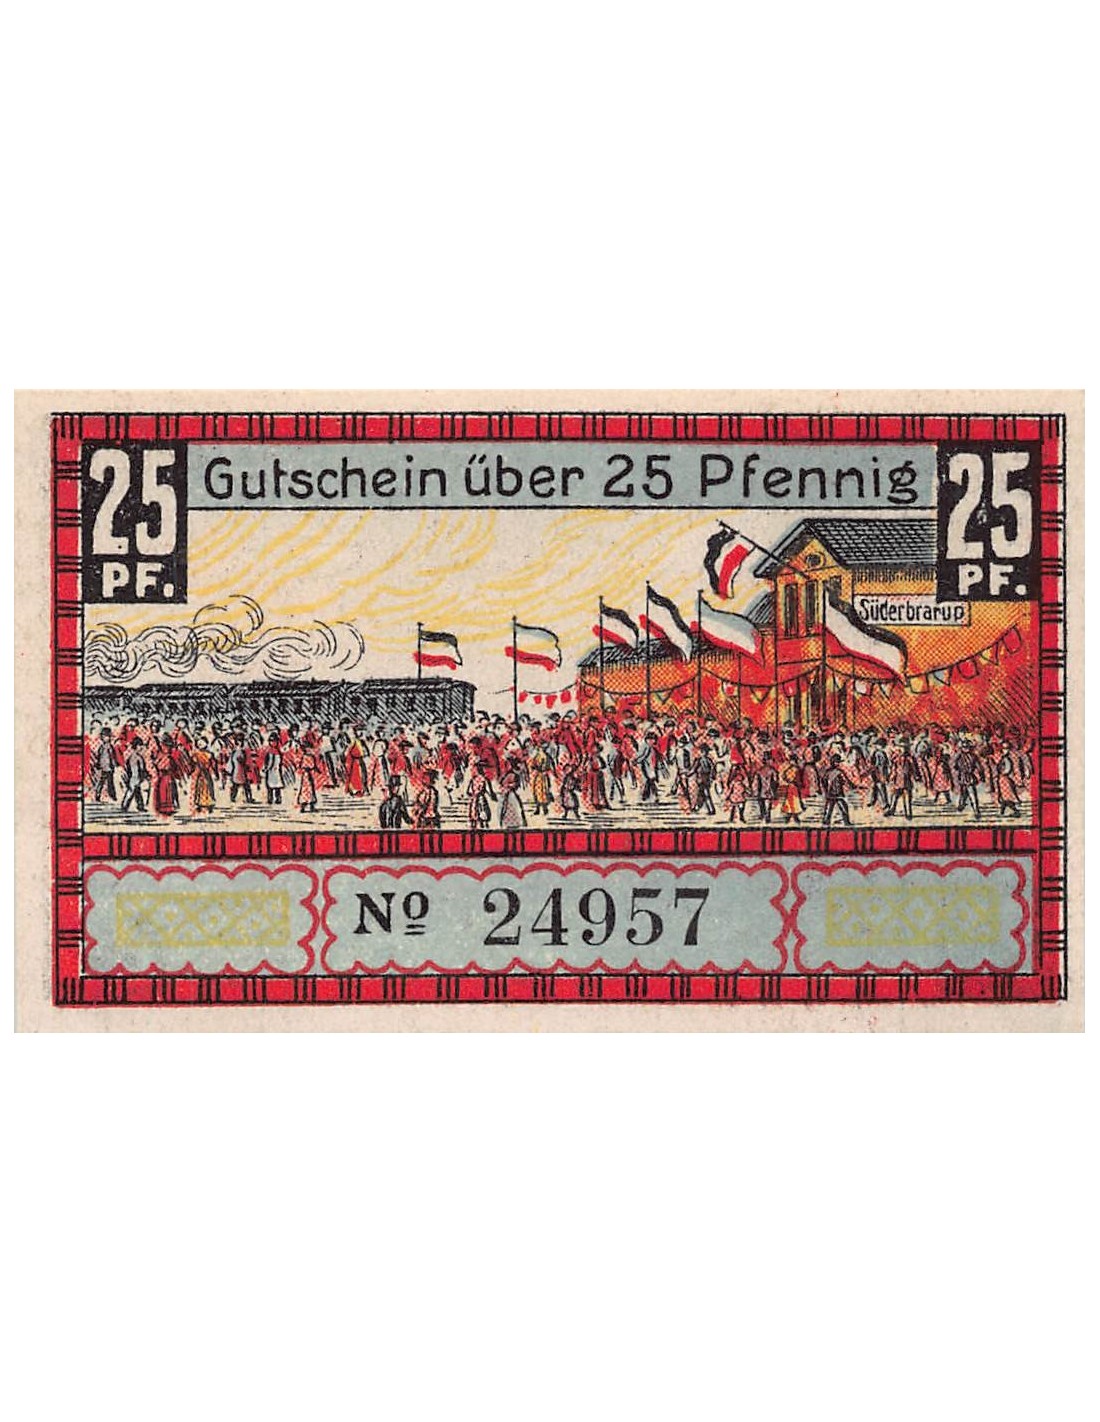 25 PF.
Gutschein über 25 Pfennig
25 PF.
Süderbrarup
No 24957